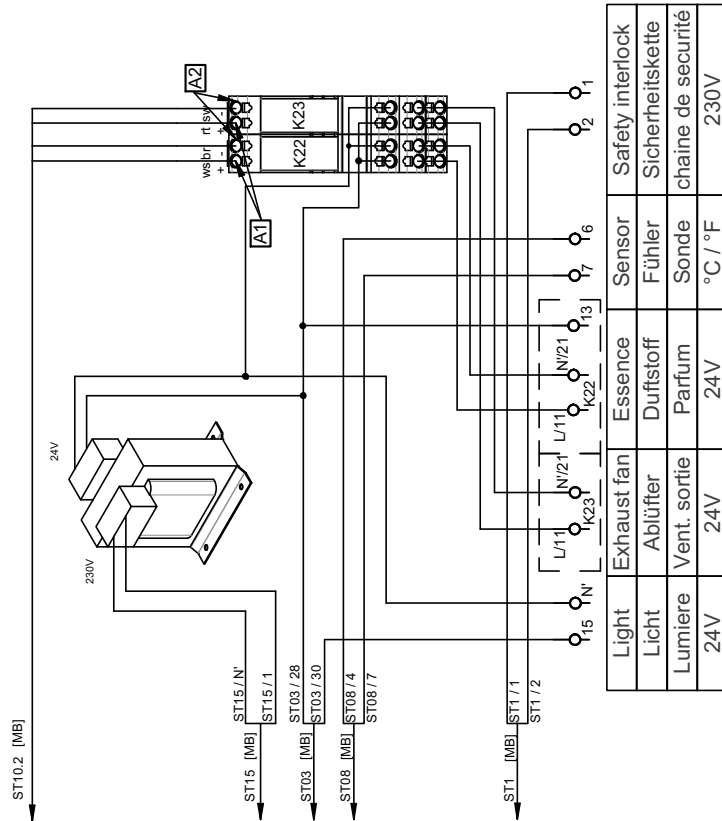 ST10.2 [MB]
24V
230V
A2
ws br rt sw
+ - + -
A1
K22 K23
ST15 / N'
ST15 [MB]
ST15 / 1
ST03 / 28
ST03 [MB]
ST03 / 30
ST08 / 4
ST08 [MB]
ST08 / 7
ST1 / 1
ST1 [MB]
ST1 / 2
L/11 N'/21 L/11 N'/21
15 N' K23 K22 13 7 6 2 1
Light Exhaust fan Essence Sensor Safety interlock
Licht Ablüfter Duftstoff Fühler Sicherheitskette
Lumiere Vent. sortie Parfum Sonde chaine de securité
24V 24V 24V °C / °F 230V